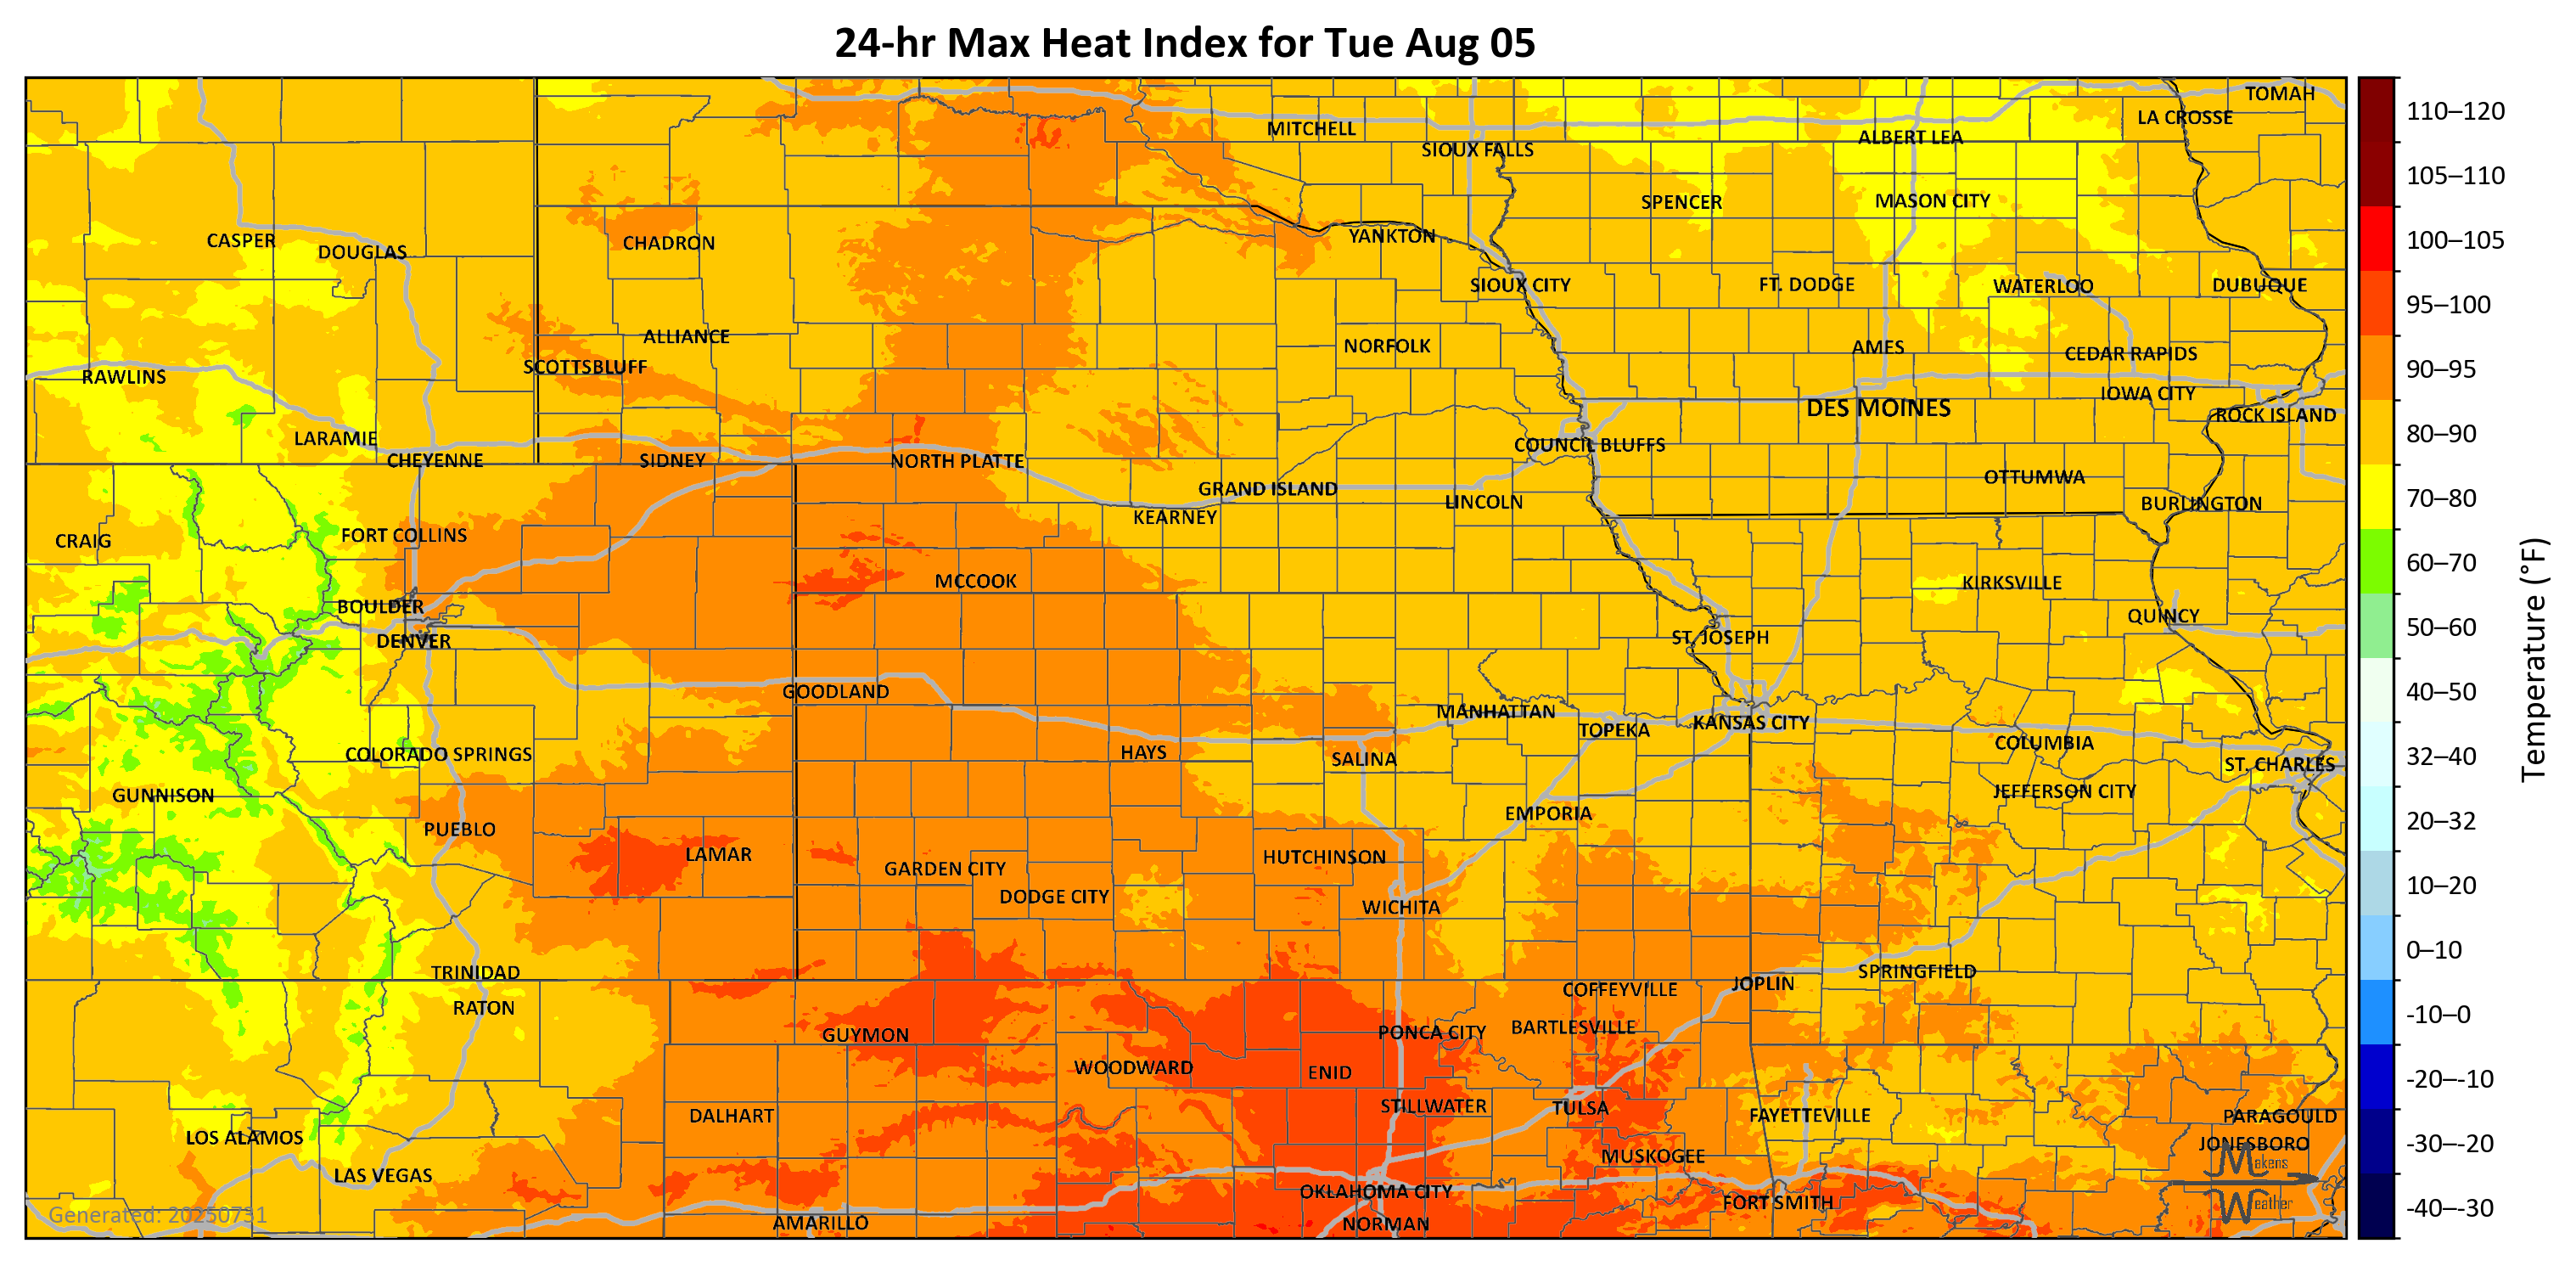 24-hr Max Heat Index for Tue Aug 05
TOMAH
LA CROSSE
MITCHELL
ALBERT LEA
SIOUX FALLS
SPENCER
MASON CITY
YANKTON
CASPER
CHADRON
DOUGLAS
SIOUX CITY
FT. DODGE
WATERLOO
DUBUQUE
ALLIANCE
NORFOLK
AMES
CEDAR RAPIDS
SCOTTSBLUFF
RAWLINS
IOWA CITY
DES MOINES
ROCK ISLAND
LARAMIE
COUNCIL BLUFFS
CHEYENNE
SIDNEY
NORTH PLATTE
OTTUMWA
GRAND ISLAND
LINCOLN
BURLINGTON
KEARNEY
FORT COLLINS
CRAIG
MCCOOK
KIRKSVILLE
BOULDER
QUINCY
DENVER
ST. JOSEPH
GOODLAND
MANHATTAN
KANSAS CITY
TOPEKA
COLUMBIA
HAYS
COLORADO SPRINGS
SALINA
ST. CHARLES
JEFFERSON CITY
GUNNISON
EMPORIA
PUEBLO
LAMAR
HUTCHINSON
GARDEN CITY
DODGE CITY
WICHITA
TRINIDAD
SPRINGFIELD
JOPLIN
COFFEYVILLE
RATON
BARTLESVILLE
PONCA CITY
GUYMON
WOODWARD
ENID
STILLWATER
TULSA
DALHART
FAYETTEVILLE
PARAGOULD
LOS ALAMOS
JONESBORO
MUSKOGEE
LAS VEGAS
OKLAHOMA CITY
FORT SMITH
AMARILLO
NORMAN
Generated: 20250731
Makens
Weather
110–120
105–110
100–105
95–100
90–95
80–90
70–80
60–70
50–60
40–50
32–40
20–32
10–20
0–10
-10–0
-20–-10
-30–-20
-40–-30
Temperature (°F)